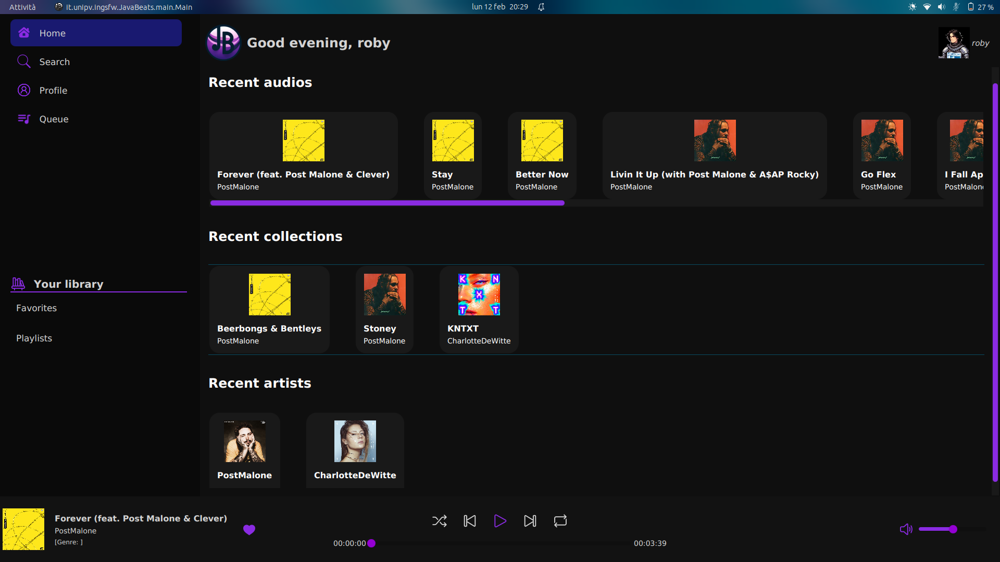 Attività
it.unipv.ingsfw.JavaBeats.main.Main
lun 12 feb 20:29
27 %
Home
Search
Profile
Queue
Your library
Favorites
Playlists
JB
Good evening, roby
roby
Recent audios
Forever (feat. Post Malone & Clever)
PostMalone
Stay
PostMalone
Better Now
PostMalone
Livin It Up (with Post Malone & A$AP Rocky)
PostMalone
Go Flex
PostMalone
I Fall Ap
PostMalone
Recent collections
Beerbongs & Bentleys
PostMalone
Stoney
PostMalone
K N
X
T T
KNTXT
CharlotteDeWitte
Recent artists
PostMalone
CharlotteDeWitte
Forever (feat. Post Malone & Clever)
PostMalone
[Genre: ]
00:00:00
00:03:39